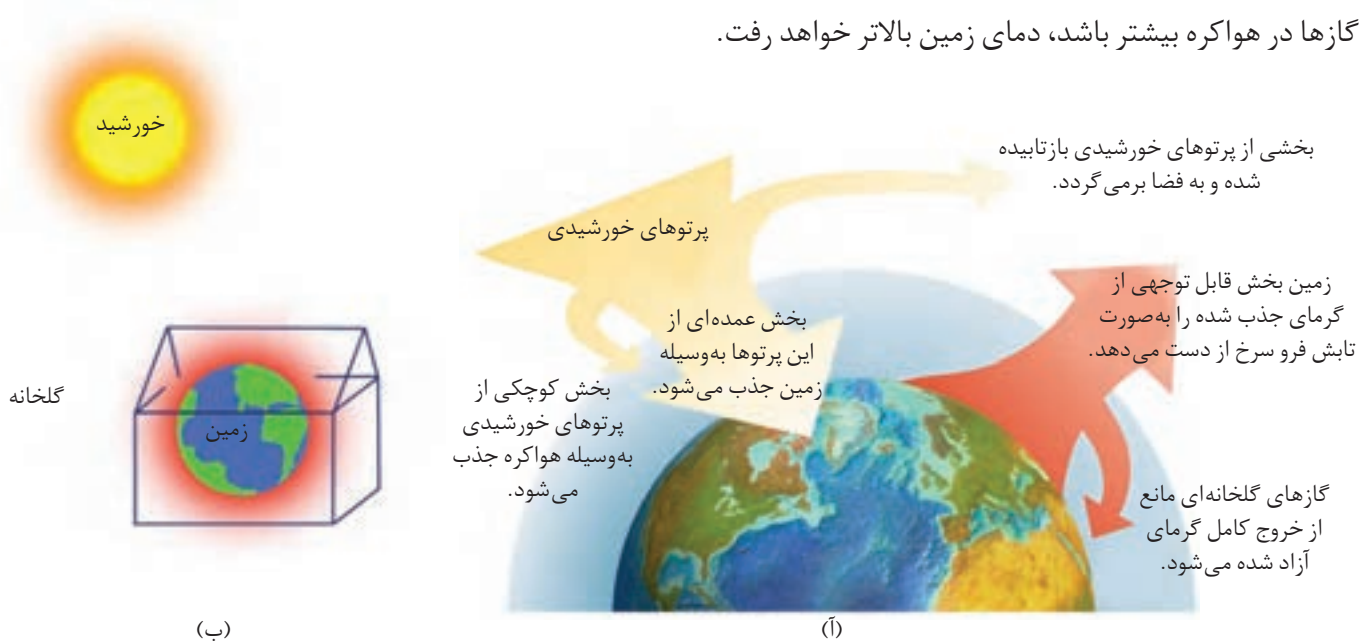 گازها در هواکره بیشتر باشد، دمای زمین بالاتر خواهد رفت.
بخشی از پرتوهای خورشیدی بازتابیده
شده و به فضا برمی‌گردد.
پرتوهای خورشیدی
زمین بخش قابل توجهی از
گرمای جذب شده را به‌صورت
تابش فرو سرخ از دست می‌دهد.
بخش عمده‌ای از
این پرتوها به‌وسیله
زمین جذب می‌شود.
بخش کوچکی از
پرتوهای خورشیدی
به‌وسیله هواکره جذب
می‌شود.
گازهای گلخانه‌ای مانع
از خروج کامل گرمای
آزاد شده می‌شود.
(آ)
خورشید
زمین
گلخانه
(ب)